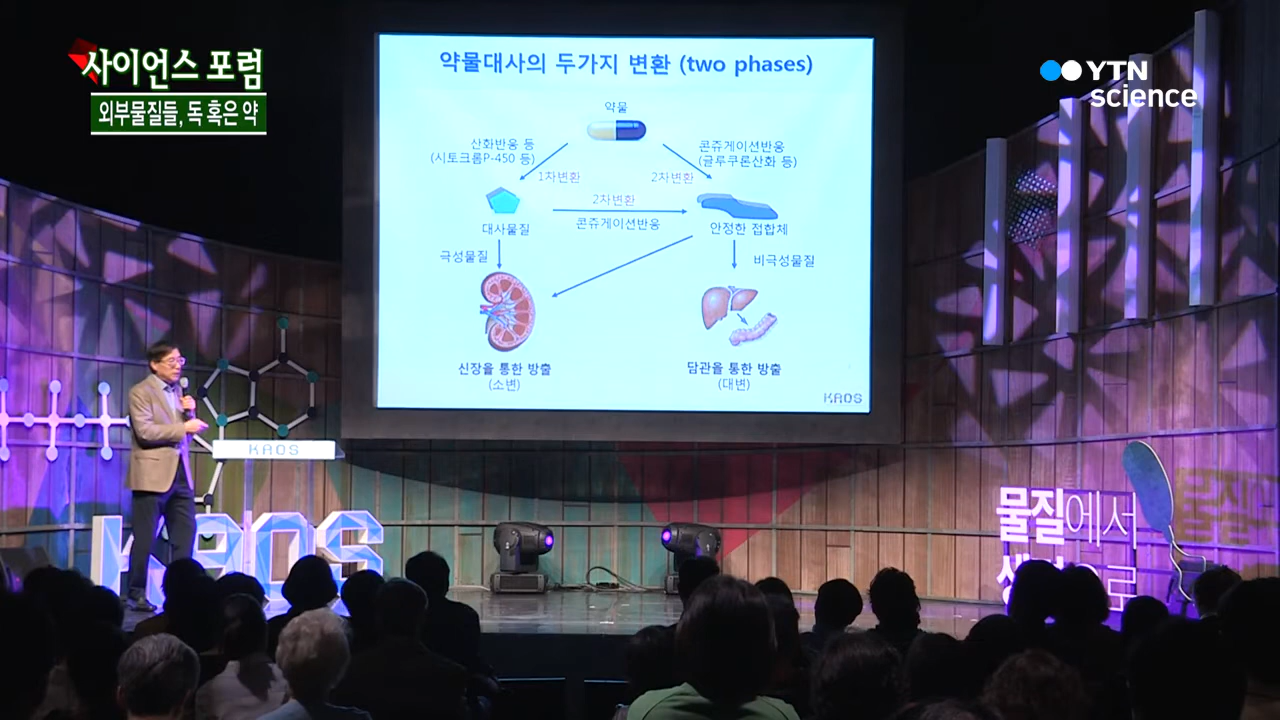 사이언스 포럼
외부물질들, 독 혹은 약
YTN
science
약물대사의 두가지 변환 (two phases)
약물
산화반응 등
(시토크롬P-450 등)
콘쥬게이션반응
(글루쿠론산화 등)
1차변환
2차변환
2차변환
콘쥬게이션반응
대사물질
안정한 접합체
극성물질
비극성물질
신장을 통한 방출
(소변)
담관을 통한 방출
(대변)
KAOS
KAOS
KAOS
물질에서